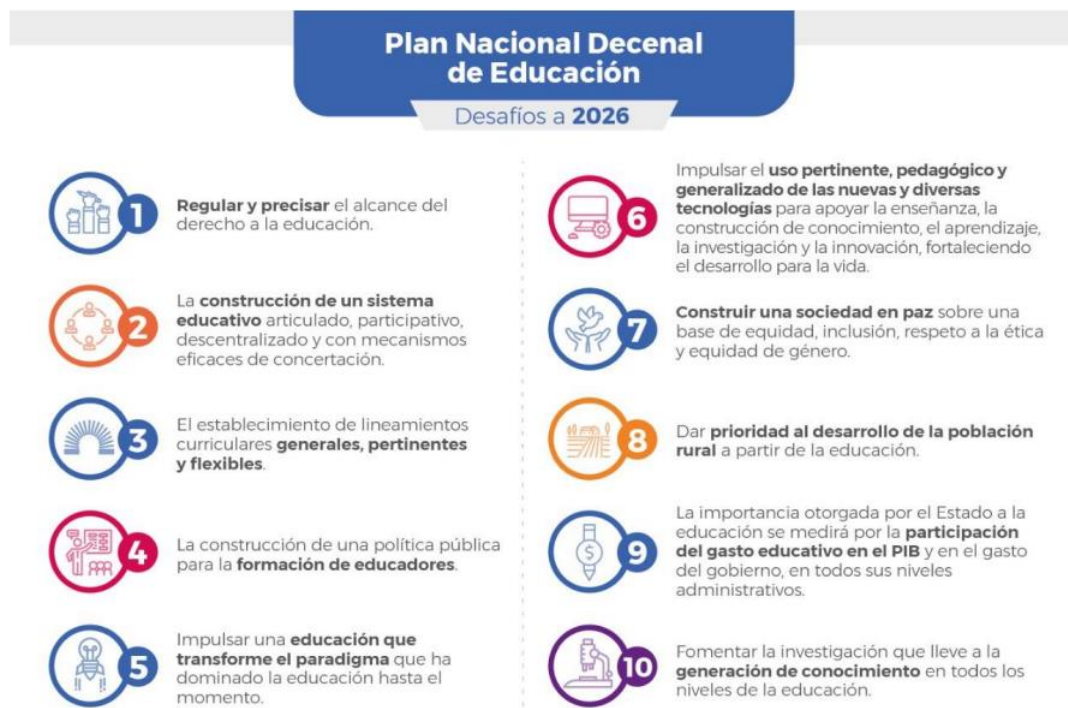 Plan Nacional Decenal
de Educación
Desafíos a 2026
1
Regular y precisar el alcance del
derecho a la educación.
2
La construcción de un sistema
educativo articulado, participativo,
descentralizado y con mecanismos
eficaces de concertación.
3
El establecimiento de lineamientos
curriculares generales, pertinentes
y flexibles.
4
La construcción de una política pública
para la formación de educadores.
5
Impulsar una educación que
transforme el paradigma que ha
dominado la educación hasta el
momento.
6
Impulsar el uso pertinente, pedagógico y
generalizado de las nuevas y diversas
tecnologías para apoyar la enseñanza, la
construcción de conocimiento, el aprendizaje,
la investigación y la innovación, fortaleciendo
el desarrollo para la vida.
7
Construir una sociedad en paz sobre una
base de equidad, inclusión, respeto a la ética
y equidad de género.
8
Dar prioridad al desarrollo de la población
rural a partir de la educación.
9
La importancia otorgada por el Estado a la
educación se medirá por la participación
del gasto educativo en el PIB y en el gasto
del gobierno, en todos sus niveles
administrativos.
10
Fomentar la investigación que lleve a la
generación de conocimiento en todos los
niveles de la educación.